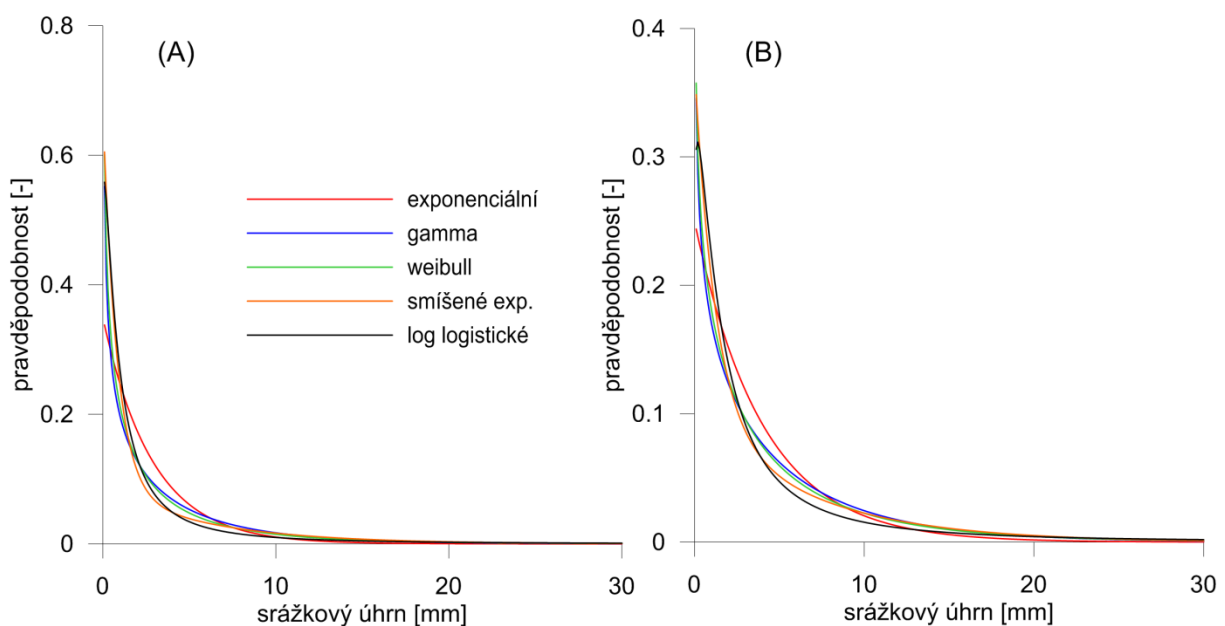 (A)
0.8
0.6
0.4
0.2
0
pravděpodobnost [-]
exponenciální
gamma
weibull
smíšené exp.
log logistické
0
10
20
30
srážkový úhrn [mm]
(B)
0.4
0.3
0.2
0.1
0
pravděpodobnost [-]
0
10
20
30
srážkový úhrn [mm]